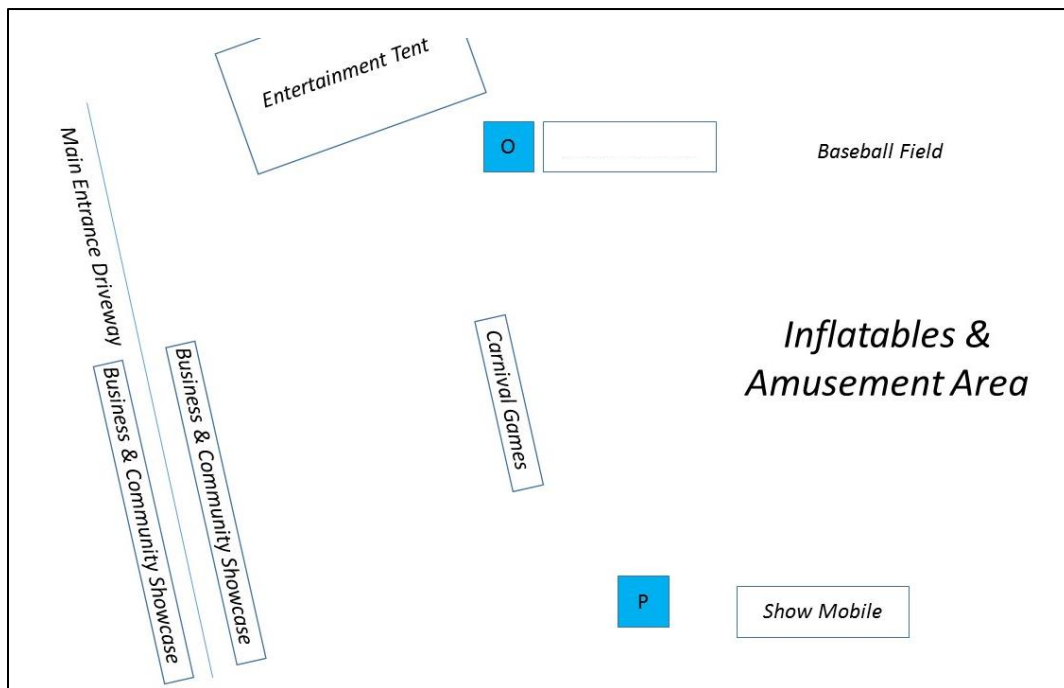 Entertainment Tent
O
Baseball Field
Main Entrance Driveway
Inflatables &
Amusement Area
Carnival Games
Business & Community Showcase
Business & Community Showcase
P
Show Mobile